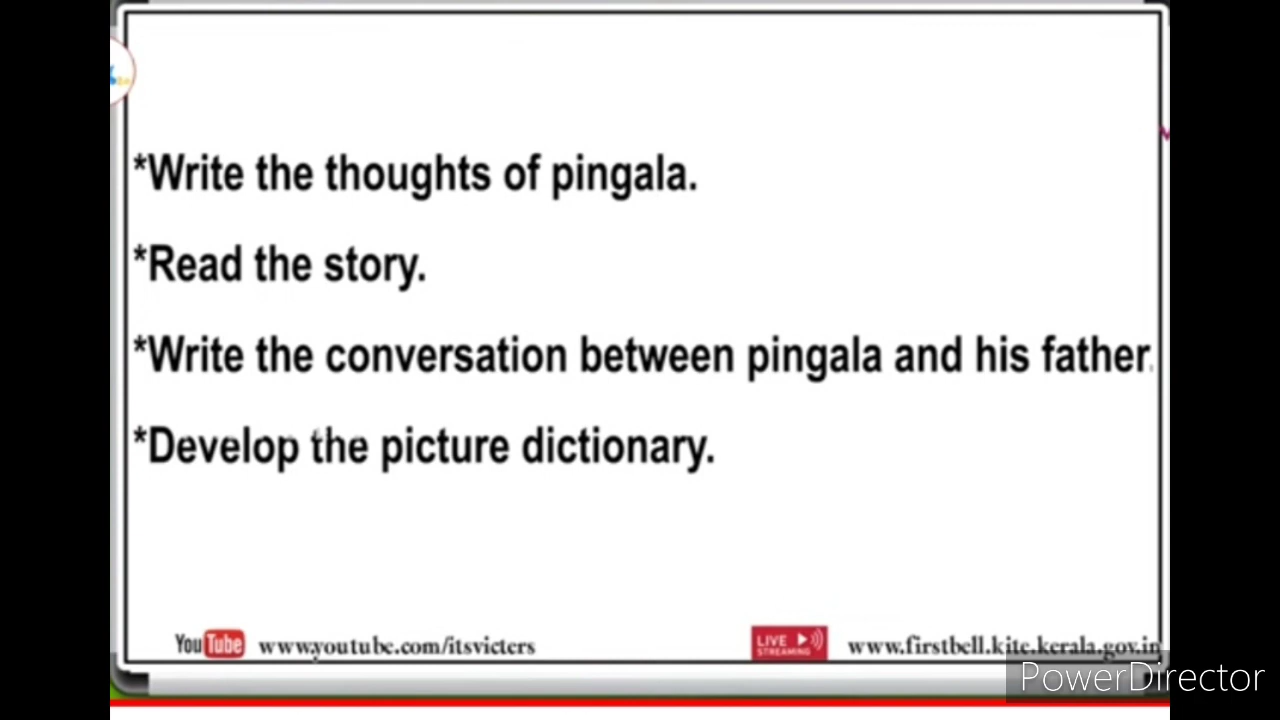 *Write the thoughts of pingala.
*Read the story.
*Write the conversation between pingala and his father.
*Develop the picture dictionary.
YouTube www.youtube.com/itsvicters LIVE STREAMING www.firstbell.kite.kerala.gov.in
PowerDirector